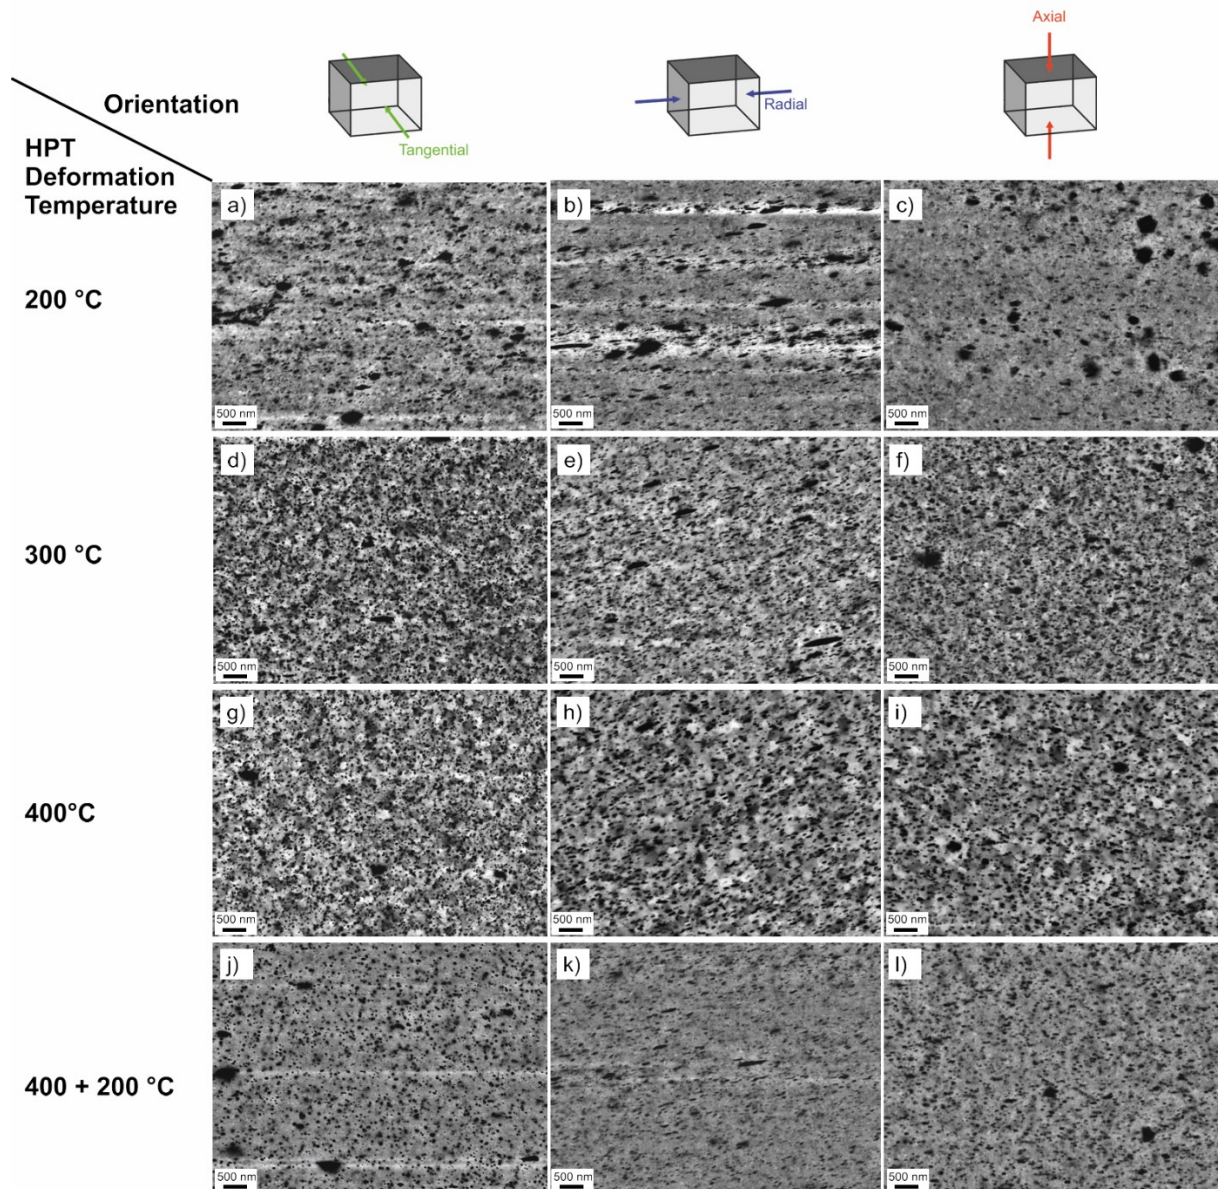 Axial
Orientation
Radial
Tangential
HPT
Deformation
Temperature
a)
b)
c)
200 °C
500 nm
500 nm
500 nm
d)
e)
f)
300 °C
500 nm
500 nm
500 nm
g)
h)
i)
400°C
500 nm
500 nm
500 nm
j)
k)
l)
400 + 200 °C
500 nm
500 nm
500 nm